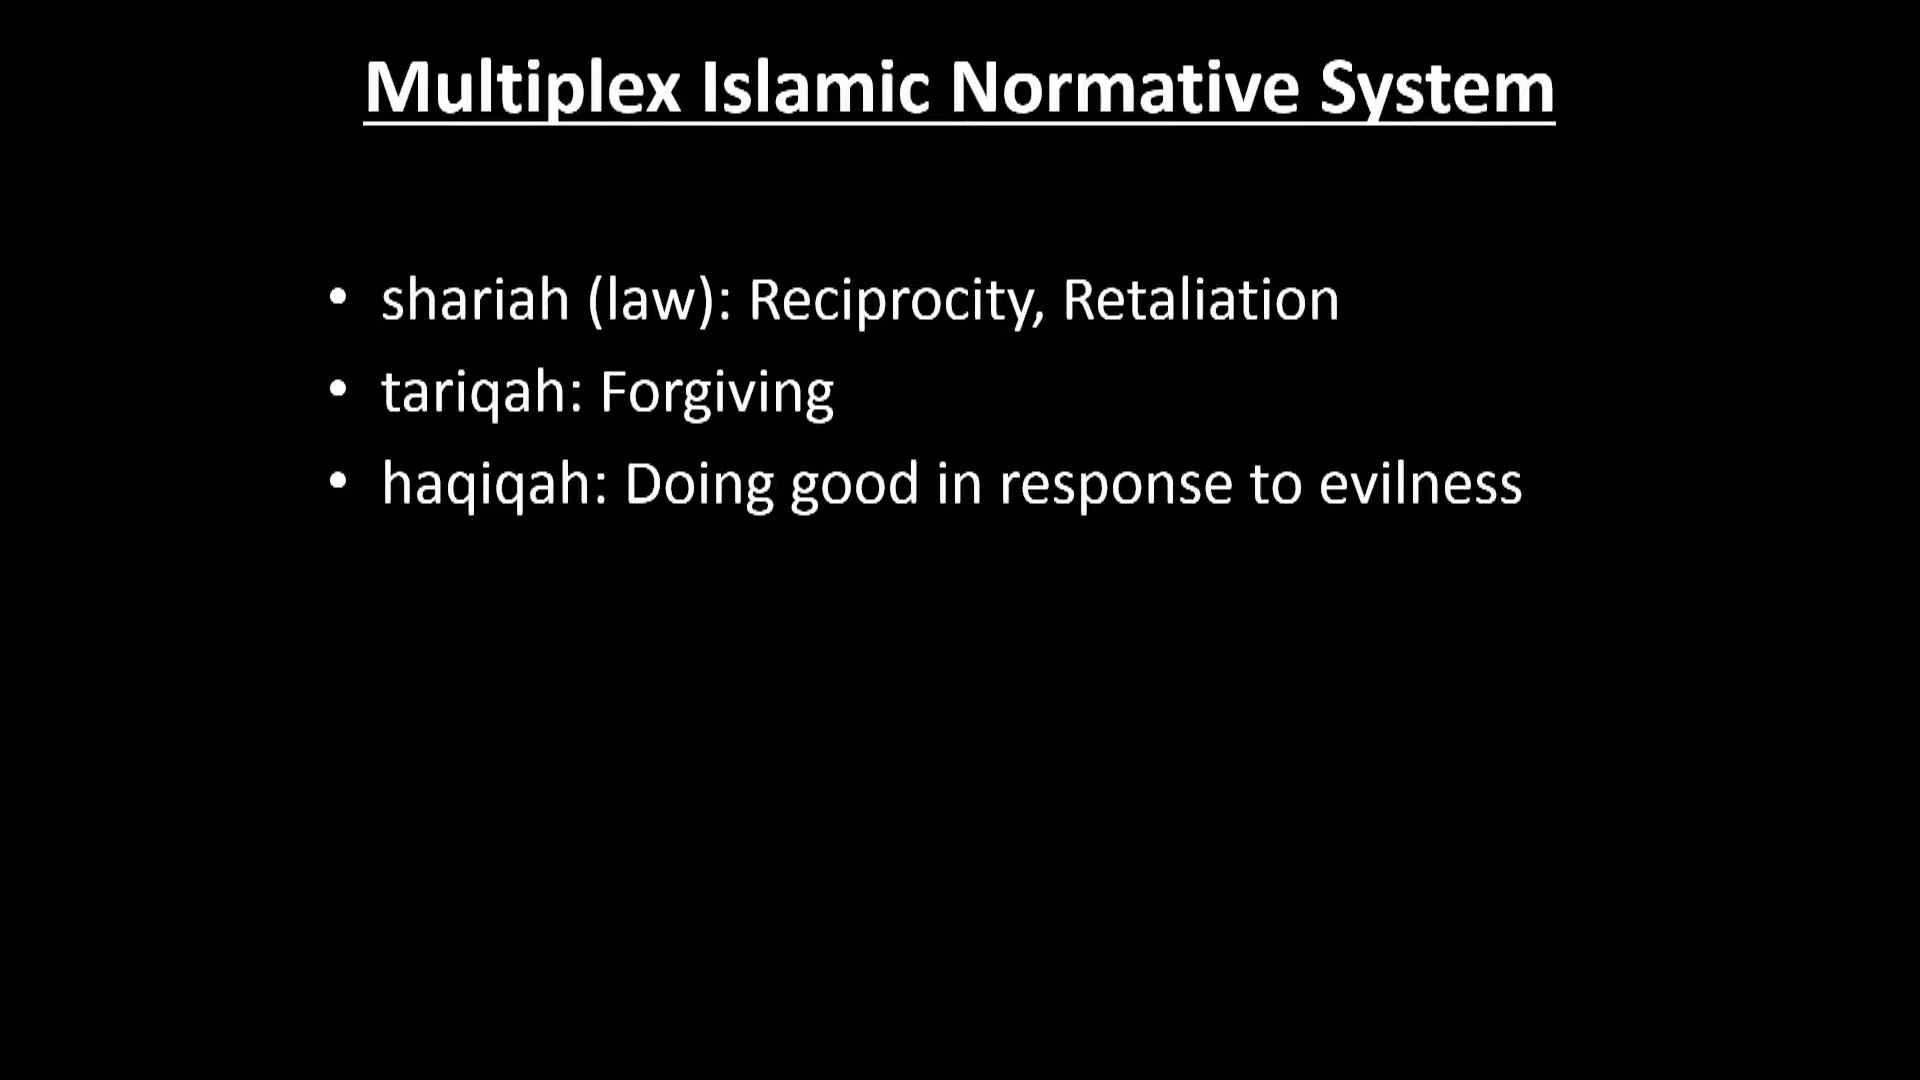 Multiplex Islamic Normative System
• shariah (law): Reciprocity, Retaliation
• tariqah: Forgiving
• haqiqah: Doing good in response to evilness